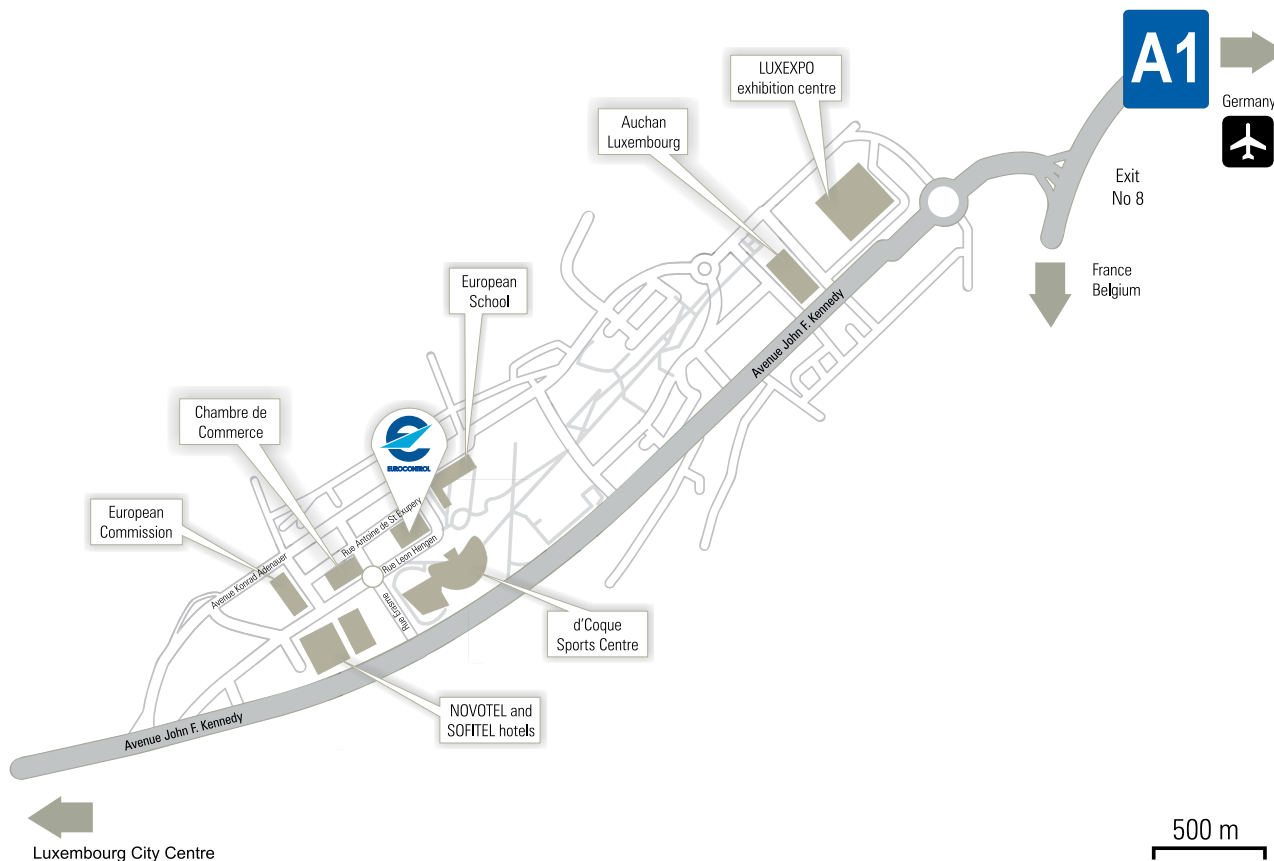 A1
LUXEXPO
exhibition centre
Germany
Auchan
Luxembourg
Exit
No 8
France
Belgium
European
School
Avenue John F. Kennedy
Chambre de
Commerce
EUROCONTROL
European
Commission
Rue Antoine de St Exupery
Rue Leon Hengen
Avenue Konrad Adenauer
Rue Erasme
d'Coque
Sports Centre
NOVOTEL and
SOFITEL hotels
Avenue John F. Kennedy
500 m
Luxembourg City Centre